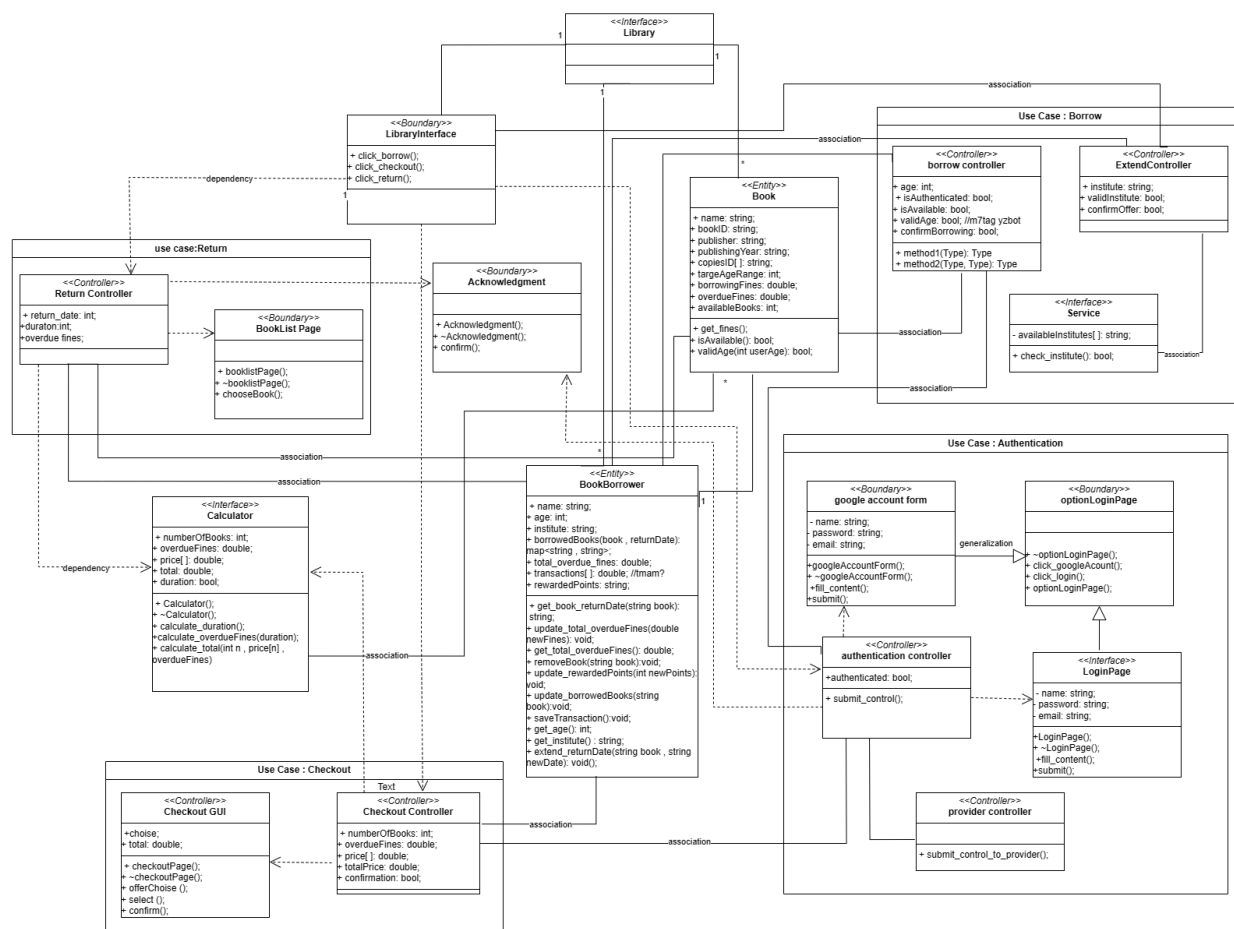 <<Interface>>
Library
1
1
1
association
<<Boundary>>
LibraryInterface
+ click_borrow();
+ click_checkout();
+ click_return();
1
dependency
association
Use Case : Borrow
<<Controller>>
borrow controller
+ age: int;
+ isAuthenticated: bool;
+ isAvailable: bool;
+ validAge: bool; //m7tag yzbot
+ confirmBorrowing: bool;
+ method1(Type): Type
+ method2(Type, Type): Type
<<Controller>>
ExtendController
+ institute: string;
+ validInstitute: bool;
+ confirmOffer: bool;
<<Interface>>
Service
- availableInstitutes[ ]: string;
+ check_institute(): bool;
association
association
association
*
<<Entity>>
Book
+ name: string;
+ bookID: string;
+ publisher: string;
+ publishingYear: string;
+ copiesID[ ]: string;
+ targeAgeRange: int;
+ borrowingFines: double;
+ overdueFines: double;
+ availableBooks: int;
+ get_fines();
+ isAvailable(): bool;
+ validAge(int userAge): bool;
*
*
use case:Return
<<Controller>>
Return Controller
+ return_date: int;
+duraton:int;
+overdue fines;
<<Boundary>>
BookList Page
+ booklistPage();
+ ~booklistPage();
+ chooseBook();
<<Boundary>>
Acknowledgment
+ Acknowledgment();
+ ~Acknowledgment();
+ confirm();
association
association
*
<<Entity>>
BookBorrower
1
+ name: string;
+ age: int;
+ institute: string;
+ borrowedBooks(book , returnDate):
map<string , string>;
+ total_overdue_fines: double;
+ transactions[ ]: double; //tmam?
+ rewardedPoints: string;
+ get_book_returnDate(string book):
string;
+ update_total_overdueFines(double
newFines): void;
+ get_total_overdueFines(): double;
+ removeBook(string book):void;
+ update_rewardedPoints(int newPoints):
void;
+ update_borrowedBooks(string
book):void;
+ saveTransaction():void;
+ get_age(): int;
+ get_institute() : string;
+ extend_returnDate(string book , string
newDate): void();
<<Interface>>
Calculator
+ numberOfBooks: int;
+ overdueFines: double;
+ price[ ]: double;
+ total: double;
+ duration: bool;
+ Calculator();
+ ~Calculator();
+ calculate_duration();
+calculate_overdueFines(duration);
+ calculate_total(int n , price[n] ,
overdueFines)
dependency
association
Use Case : Authentication
<<Boundary>>
google account form
- name: string;
- password: string;
- email: string;
+googleAccountForm();
+ ~googleAccountForm();
+fill_content();
+submit();
generalization
<<Boundary>>
optionLoginPage
+ ~optionLoginPage();
+ click_googleAcount();
+ click_login();
+ optionLoginPage();
<<Controller>>
authentication controller
+authenticated: bool;
+ submit_control();
<<Interface>>
LoginPage
- name: string;
- password: string;
- email: string;
+LoginPage();
+ ~LoginPage();
+fill_content();
+submit();
<<Controller>>
provider controller
+ submit_control_to_provider();
Use Case : Checkout
Text
<<Controller>>
Checkout GUI
+choise;
+ total: double;
+ checkoutPage();
+ ~checkoutPage();
+ offerChoise ();
+ select ();
+ confirm();
<<Controller>>
Checkout Controller
+ numberOfBooks: int;
+ overdueFines: double;
+ price[ ]: double;
+ totalPrice: double;
+ confirmation: bool;
association
association